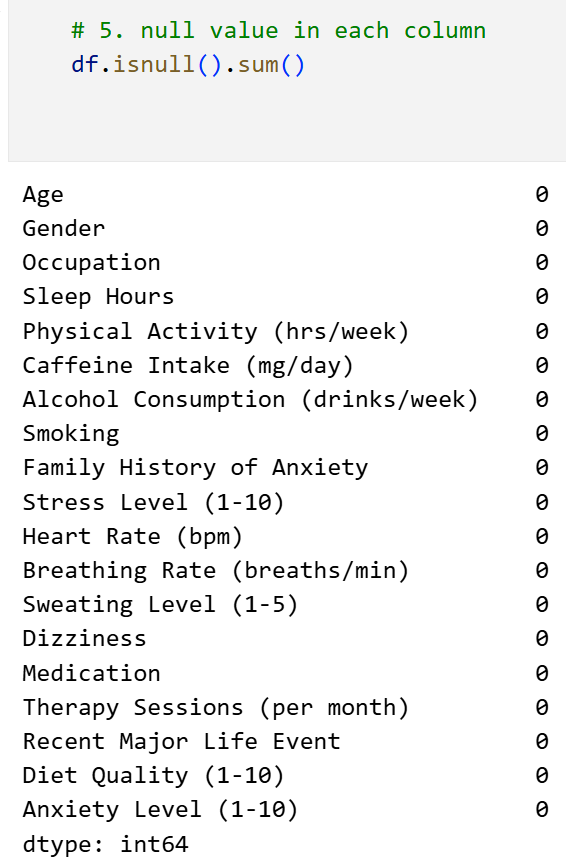 # 5. null value in each column
df.isnull().sum()
Age 0
Gender 0
Occupation 0
Sleep Hours 0
Physical Activity (hrs/week) 0
Caffeine Intake (mg/day) 0
Alcohol Consumption (drinks/week) 0
Smoking 0
Family History of Anxiety 0
Stress Level (1-10) 0
Heart Rate (bpm) 0
Breathing Rate (breaths/min) 0
Sweating Level (1-5) 0
Dizziness 0
Medication 0
Therapy Sessions (per month) 0
Recent Major Life Event 0
Diet Quality (1-10) 0
Anxiety Level (1-10) 0
dtype: int64